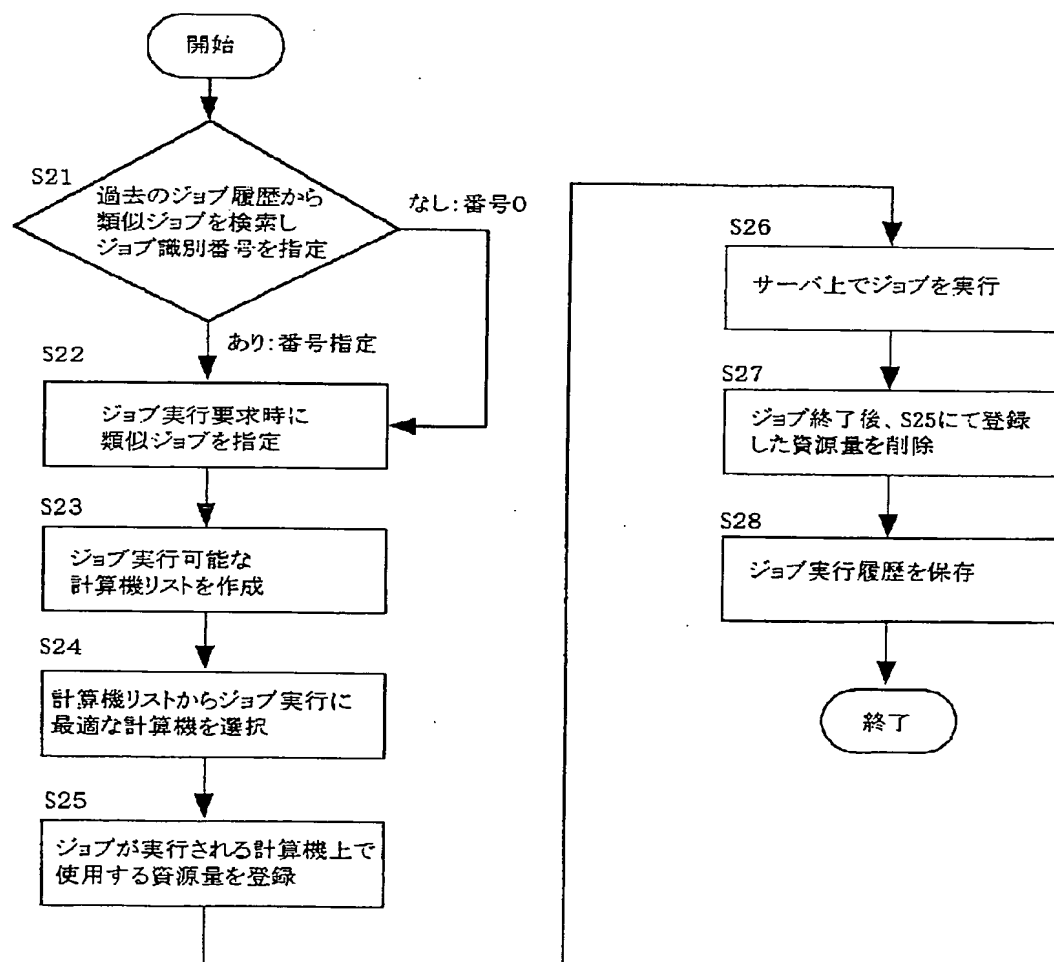 開始
S21
過去のジョブ履歴から
類似ジョブを検索し
ジョブ識別番号を指定
なし:番号0
あり:番号指定
S22
ジョブ実行要求時に
類似ジョブを指定
S23
ジョブ実行可能な
計算機リストを作成
S24
計算機リストからジョブ実行に
最適な計算機を選択
S25
ジョブが実行される計算機上で
使用する資源量を登録
S26
サーバ上でジョブを実行
S27
ジョブ終了後、S25にて登録
した資源量を削除
S28
ジョブ実行履歴を保存
終了